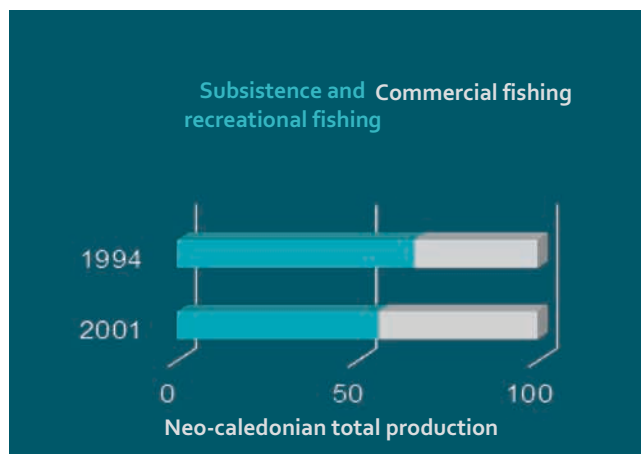 Subsistence and Commercial fishing
recreational fishing
1994
2001
0 50 100
Neo-caledonian total production